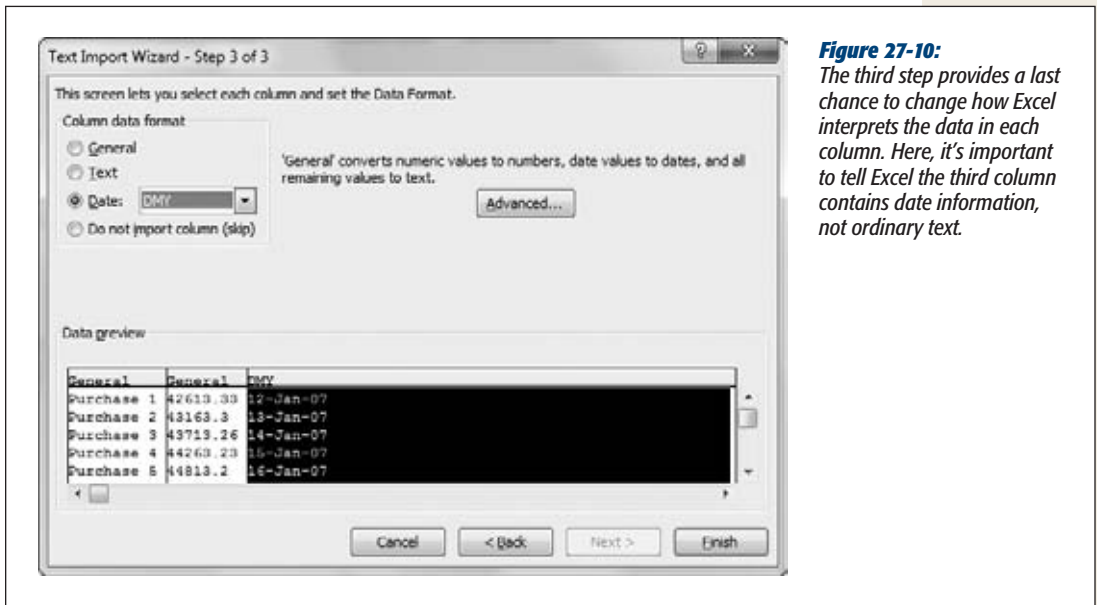 Text Import Wizard - Step 3 of 3
This screen lets you select each column and set the Data Format.
Column data format
General
Text
Date: DMY
Do not import column (skip)
'General' converts numeric values to numbers, date values to dates, and all
remaining values to text.
Advanced...
Data preview
General General DMY
Purchase 1 42613.33 12-Jan-07
Purchase 2 43163.3 13-Jan-07
Purchase 3 43713.26 14-Jan-07
Purchase 4 44263.23 15-Jan-07
Purchase 5 44813.2 16-Jan-07
Cancel
< Back
Next >
Finish
Figure 27-10:
The third step provides a last
chance to change how Excel
interprets the data in each
column. Here, it's important
to tell Excel the third column
contains date information,
not ordinary text.